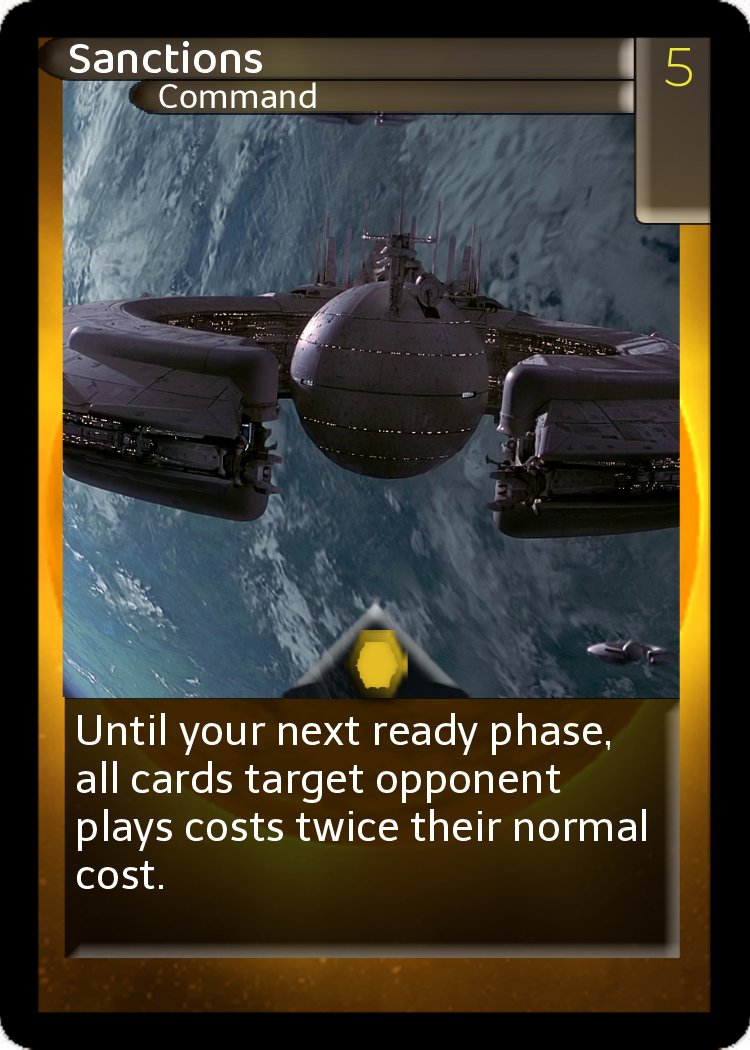 Sanctions
5
Command
Until your next ready phase,
all cards target opponent
plays costs twice their normal
cost.